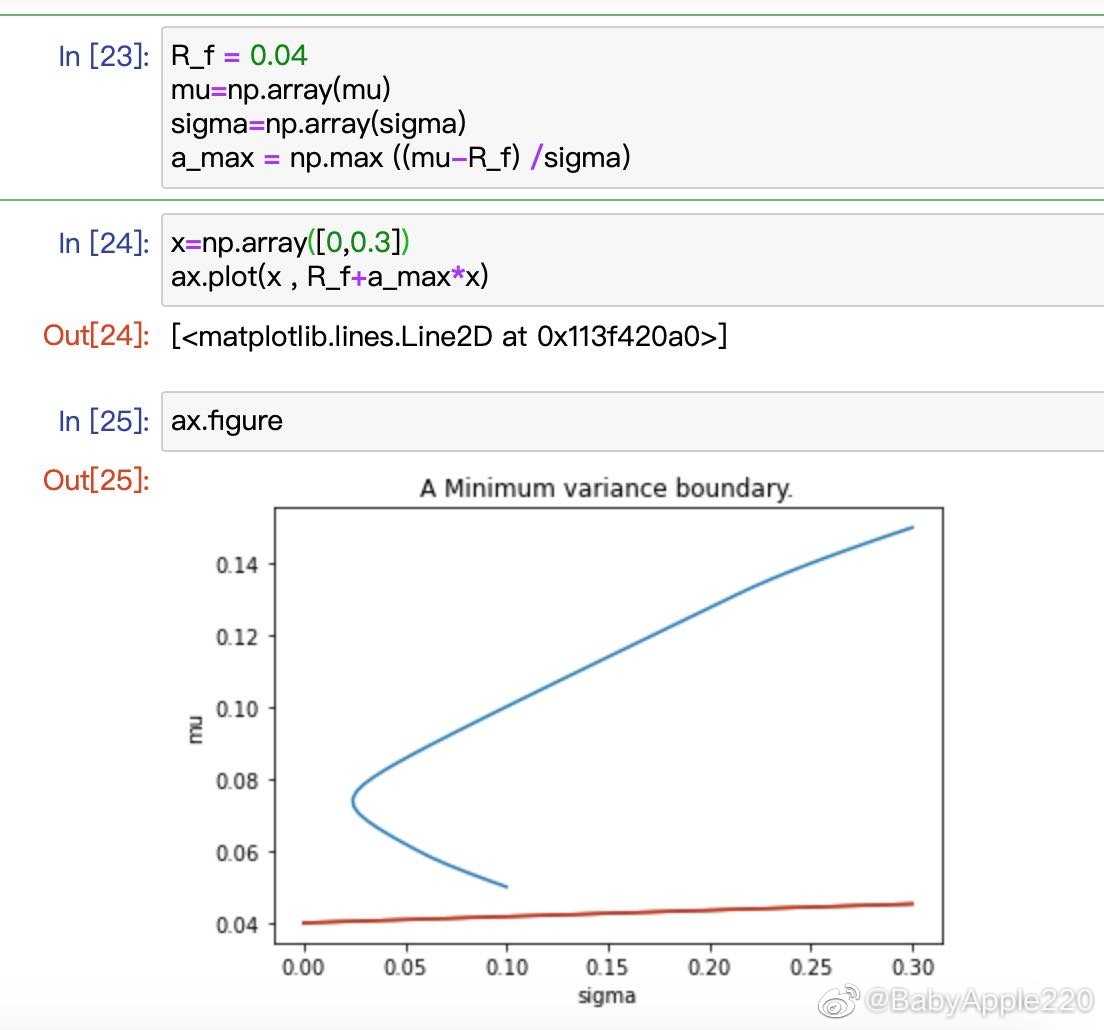 In [23]:
R_f = 0.04
mu=np.array(mu)
sigma=np.array(sigma)
a_max = np.max ((mu-R_f) /sigma)
In [24]:
x=np.array([0,0.3])
ax.plot(x , R_f+a_max*x)
Out[24]:
[<matplotlib.lines.Line2D at 0x113f420a0>]
In [25]:
ax.figure
Out[25]:
A Minimum variance boundary.
0.14
0.12
0.10
0.08
0.06
0.04
mu
0.00 0.05 0.10 0.15 0.20 0.25 0.30
sigma
@BabyApple220